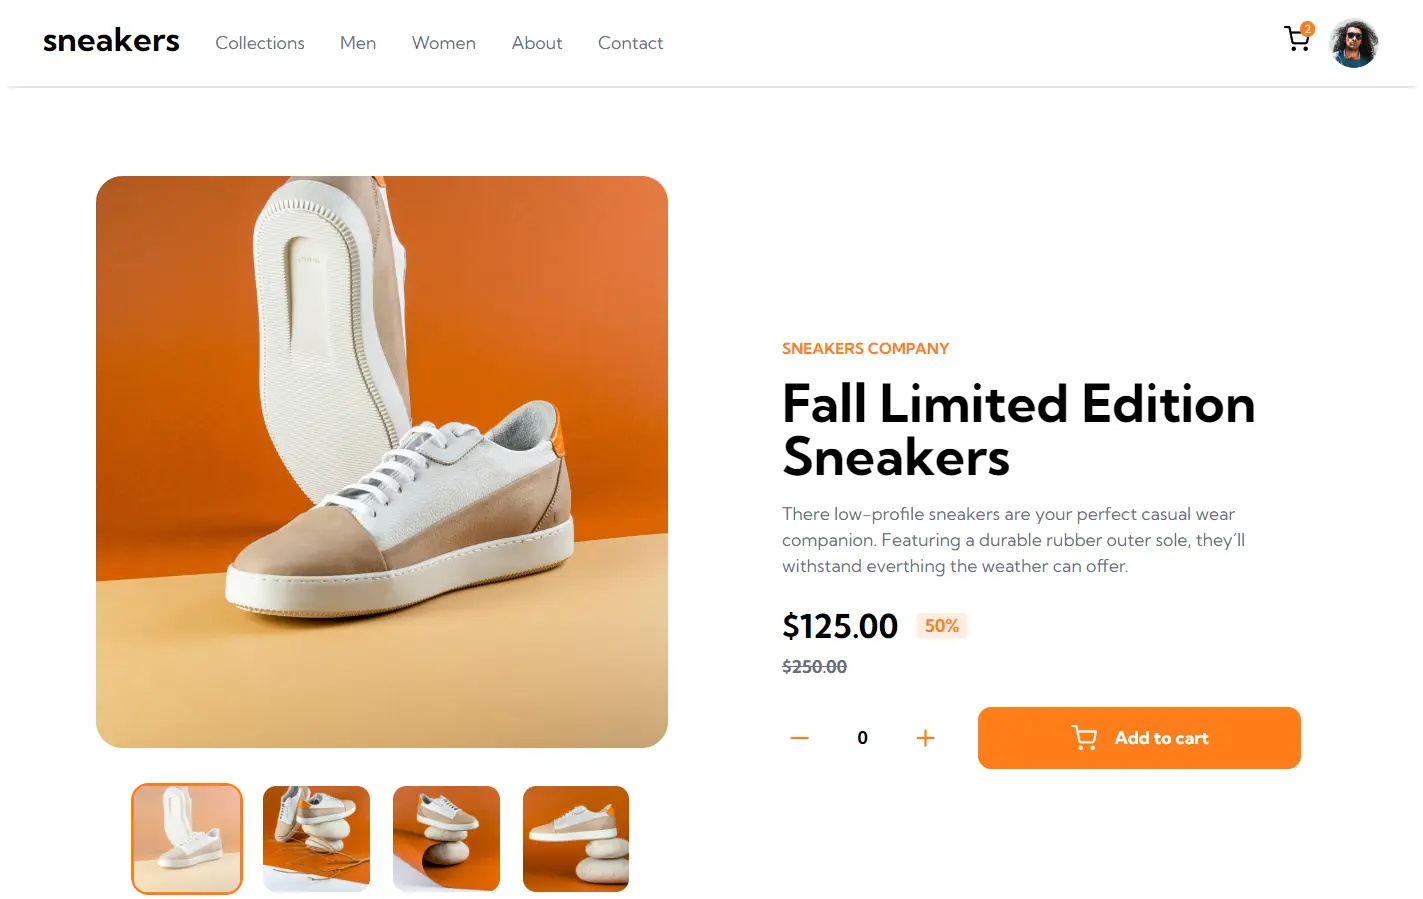 sneakers Collections Men Women About Contact 2
SNEAKERS COMPANY
Fall Limited Edition
Sneakers
There low-profile sneakers are your perfect casual wear
companion. Featuring a durable rubber outer sole, they´ll
withstand everthing the weather can offer.
$125.00 50%
$250.00
0 Add to cart